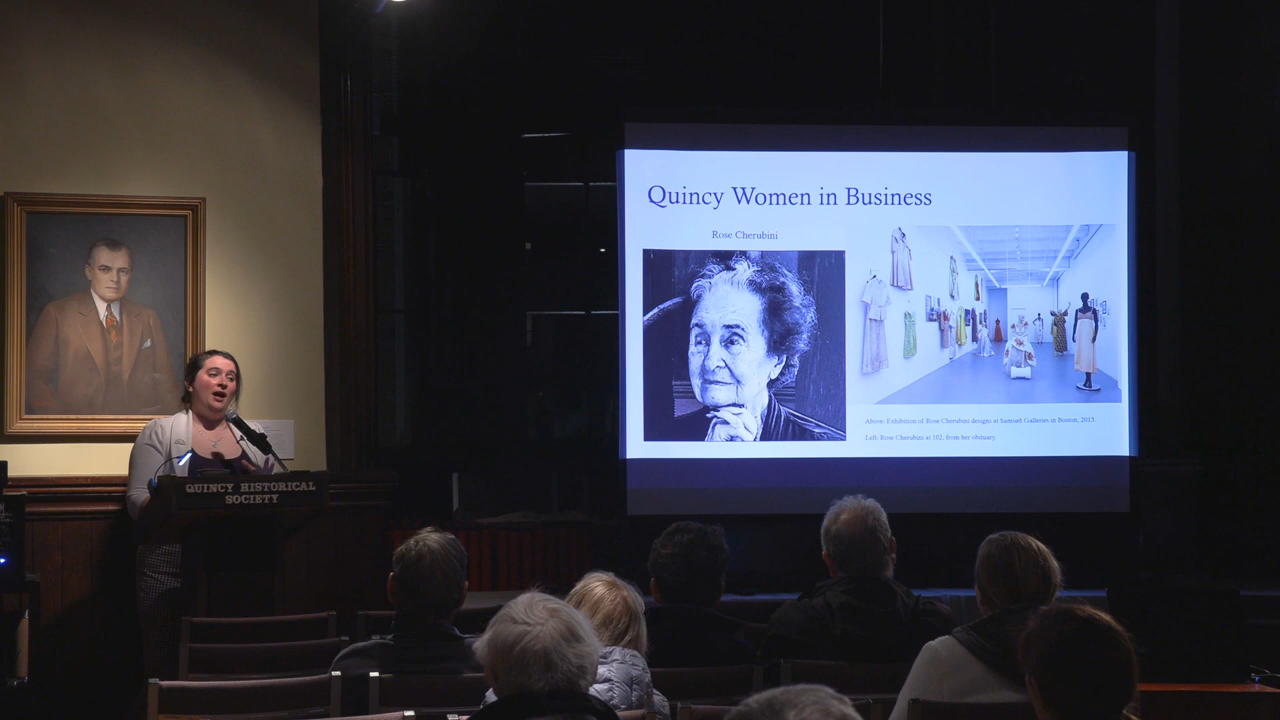 Quincy Women in Business
Rose Cherubini
Above: Exhibition of Rose Cherubini designs at Samsøñ Galleries in Boston, 2013.
Left: Rose Cherubini at 102, from her obituary.
QUINCY HISTORICAL
SOCIETY